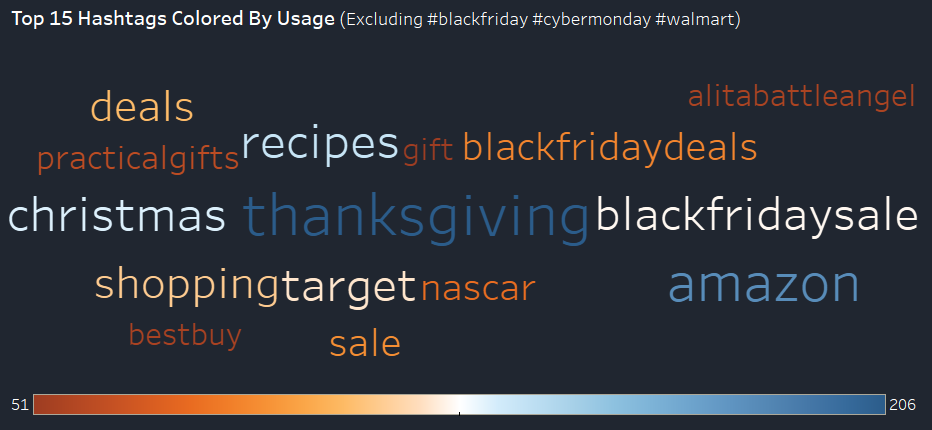 Top 15 Hashtags Colored By Usage (Excluding #blackfriday #cybermonday #walmart)
deals alitabattleangel
practicalgifts recipes gift blackfridaydeals
christmas thanksgiving blackfridaysale
shopping target nascar amazon
bestbuy sale
51 206